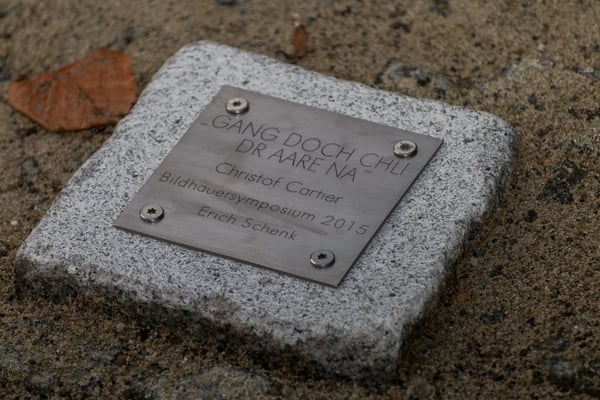 „GANG DOCH CHLI
DR AARE NA“
Christof Cartier
Bildhauersymposium 2015
Erich Schenk